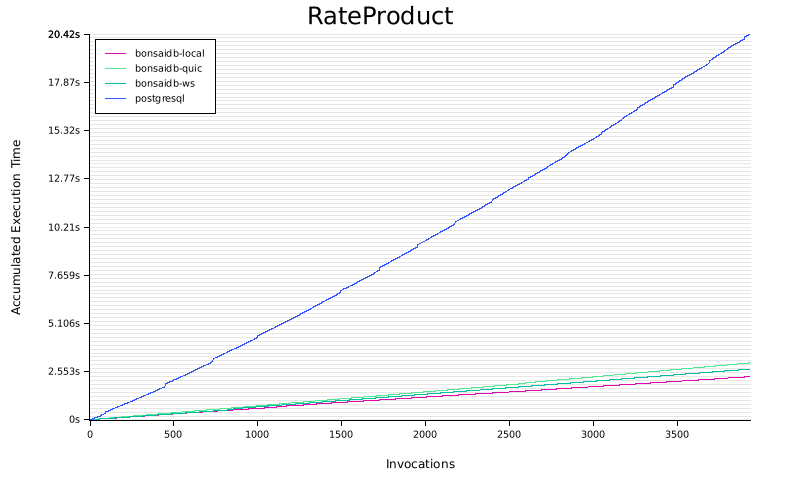 RateProduct
20.42s
17.87s
15.32s
12.77s
10.21s
7.659s
5.106s
2.553s
0s
Accumulated Execution Time
bonsaidb-local
bonsaidb-quic
bonsaidb-ws
postgresql
0 500 1000 1500 2000 2500 3000 3500
Invocations